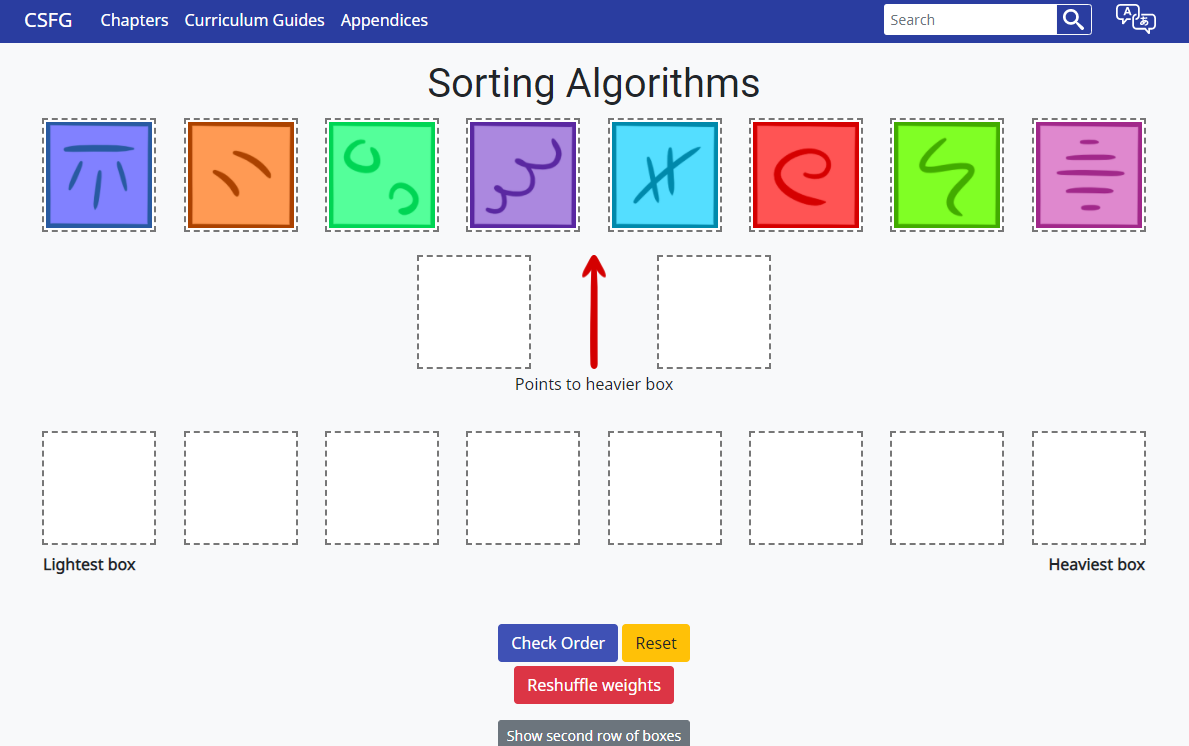 CSFG Chapters Curriculum Guides Appendices Search
Sorting Algorithms
Points to heavier box
Lightest box Heaviest box
Check Order Reset
Reshuffle weights
Show second row of boxes